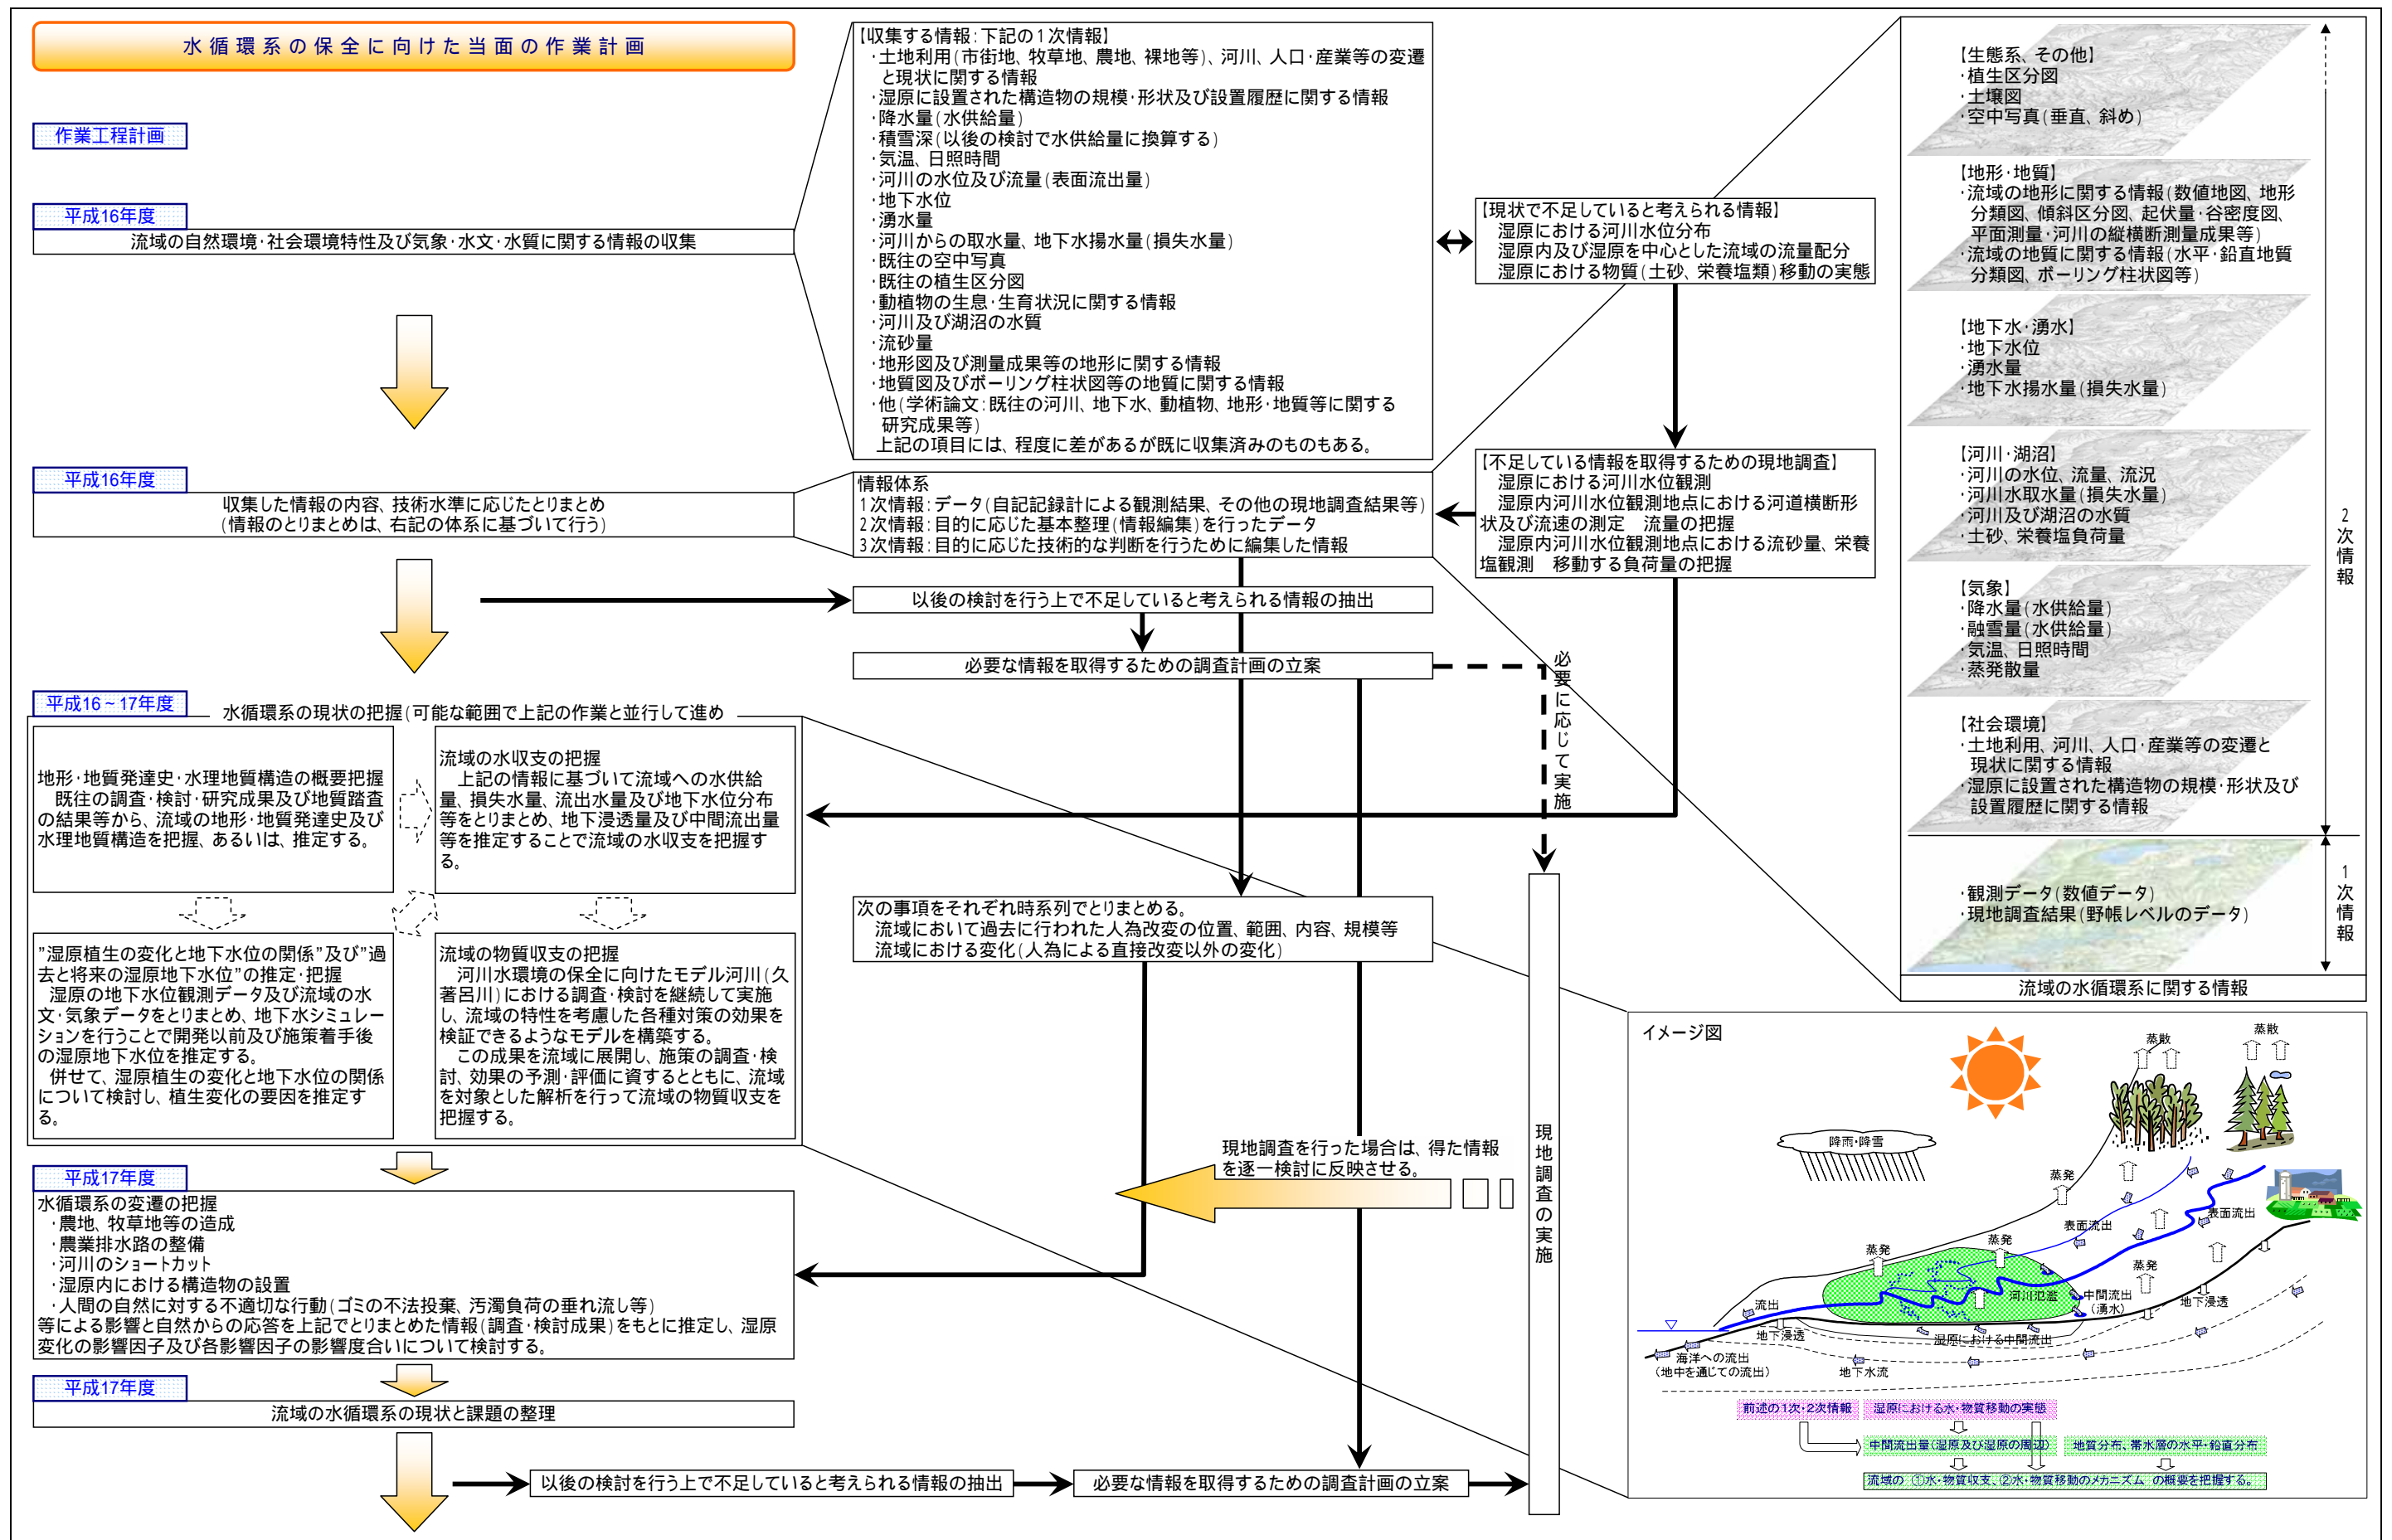 水循環系の保全に向けた当面の作業計画
作業工程計画
平成16年度
流域の自然環境・社会環境特性及び気象・水文・水質に関する情報の収集
【収集する情報:下記の1次情報】
・土地利用(市街地、牧草地、農地、裸地等)、河川、人口・産業等の変遷
と現状に関する情報
・湿原に設置された構造物の規模・形状及び設置履歴に関する情報
・降水量(水供給量)
・積雪深(以後の検討で水供給量に換算する)
・気温、日照時間
・河川の水位及び流量(表面流出量)
・地下水位
・湧水量
・河川からの取水量、地下水揚水量(損失水量)
・既往の空中写真
・既往の植生区分図
・動植物の生息・生育状況に関する情報
・河川及び湖沼の水質
・流砂量
・地形図及び測量成果等の地形に関する情報
・地質図及びボーリング柱状図等の地質に関する情報
・他(学術論文:既往の河川、地下水、動植物、地形・地質等に関する
研究成果等)
上記の項目には、程度に差があるが既に収集済みのものもある。
【現状で不足していると考えられる情報】
湿原における河川水位分布
湿原内及び湿原を中心とした流域の流量配分
湿原における物質(土砂、栄養塩類)移動の実態
平成16年度
収集した情報の内容、技術水準に応じたとりまとめ
(情報のとりまとめは、右記の体系に基づいて行う)
情報体系
1次情報:データ(自記記録計による観測結果、その他の現地調査結果等)
2次情報:目的に応じた基本整理(情報編集)を行ったデータ
3次情報:目的に応じた技術的な判断を行うために編集した情報
【不足している情報を取得するための現地調査】
湿原における河川水位観測
湿原内河川水位観測地点における河道横断形
状及び流速の測定 流量の把握
湿原内河川水位観測地点における流砂量、栄養
塩観測 移動する負荷量の把握
以後の検討を行う上で不足していると考えられる情報の抽出
必要な情報を取得するための調査計画の立案
必要に応じて実施
平成16~17年度
水循環系の現状の把握(可能な範囲で上記の作業と並行して進め
地形・地質発達史・水理地質構造の概要把握
既往の調査・検討・研究成果及び地質踏査
の結果等から、流域の地形・地質発達史及び
水理地質構造を把握、あるいは、推定する。
流域の水収支の把握
上記の情報に基づいて流域への水供給
量、損失水量、流出水量及び地下水位分布
等をとりまとめ、地下浸透量及び中間流出量
等を推定することで流域の水収支を把握す
る。
"湿原植生の変化と地下水位の関係"及び"過
去と将来の湿原地下水位"の推定・把握
湿原の地下水位観測データ及び流域の水
文・気象データをとりまとめ、地下水シミュレー
ションを行うことで開発以前及び施策着手後
の湿原地下水位を推定する。
併せて、湿原植生の変化と地下水位の関係
について検討し、植生変化の要因を推定す
る。
流域の物質収支の把握
河川水環境の保全に向けたモデル河川(久
著呂川)における調査・検討を継続して実施
し、流域の特性を考慮した各種対策の効果を
検証できるようなモデルを構築する。
この成果を流域に展開し、施策の調査・検
討、効果の予測・評価に資するとともに、流域
を対象とした解析を行って流域の物質収支を
把握する。
次の事項をそれぞれ時系列でとりまとめる。
流域において過去に行われた人為改変の位置、範囲、内容、規模等
流域における変化(人為による直接改変以外の変化)
現地調査を行った場合は、得た情報
を逐一検討に反映させる。
現地調査の実施
平成17年度
水循環系の変遷の把握
・農地、牧草地等の造成
・農業排水路の整備
・河川のショートカット
・湿原内における構造物の設置
・人間の自然に対する不適切な行動(ゴミの不法投棄、汚濁負荷の垂れ流し等)
等による影響と自然からの応答を上記でとりまとめた情報(調査・検討成果)をもとに推定し、湿原
変化の影響因子及び各影響因子の影響度合いについて検討する。
平成17年度
流域の水循環系の現状と課題の整理
以後の検討を行う上で不足していると考えられる情報の抽出
必要な情報を取得するための調査計画の立案
【生態系、その他】
・植生区分図
・土壌図
・空中写真(垂直、斜め)
【地形・地質】
・流域の地形に関する情報(数値地図、地形
分類図、傾斜区分図、起伏量・谷密度図、
平面測量・河川の縦横断測量成果等)
・流域の地質に関する情報(水平・鉛直地質
分類図、ボーリング柱状図等)
【地下水・湧水】
・地下水位
・湧水量
・地下水揚水量(損失水量)
【河川・湖沼】
・河川の水位、流量、流況
・河川水取水量(損失水量)
・河川及び湖沼の水質
・土砂、栄養塩負荷量
【気象】
・降水量(水供給量)
・融雪量(水供給量)
・気温、日照時間
・蒸発散量
【社会環境】
・土地利用、河川、人口・産業等の変遷と
現状に関する情報
・湿原に設置された構造物の規模・形状及び
設置履歴に関する情報
2次情報
・観測データ(数値データ)
・現地調査結果(野帳レベルのデータ)
1次情報
流域の水循環系に関する情報
イメージ図
蒸散
蒸散
降雨・降雪
蒸発
表面流出
表面流出
蒸発
蒸発
蒸発
河川氾濫
中間流出
(湧水)
地下浸透
流出
地下浸透
湿原における中間流出
海洋への流出
(地中を通じての流出)
地下水流
前述の1次・2次情報
湿原における水・物質移動の実態
中間流出量(湿原及び湿原の周辺)
地質分布、帯水層の水平・鉛直分布
流域の ①水・物質収支、②水・物質移動のメカニズム の概要を把握する。